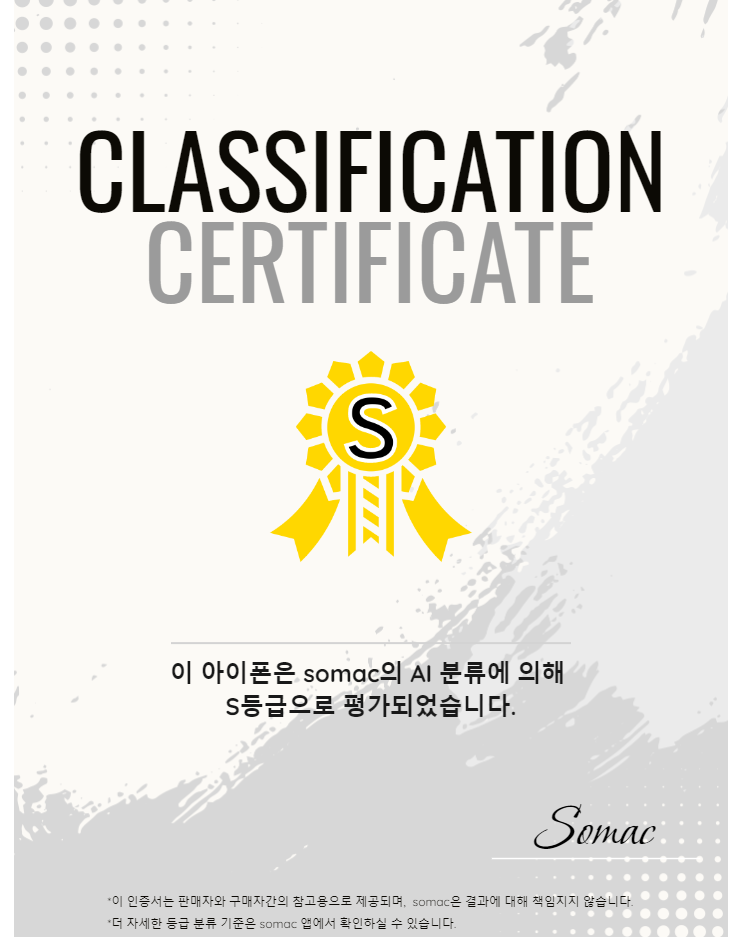 CLASSIFICATION
CERTIFICATE
S
이 아이폰은 somac의 AI 분류에 의해
S등급으로 평가되었습니다.
Somac
*이 인증서는 판매자와 구매자간의 참고용으로 제공되며, somac은 결과에 대해 책임지지 않습니다.
*더 자세한 등급 분류 기준은 somac 앱에서 확인하실 수 있습니다.